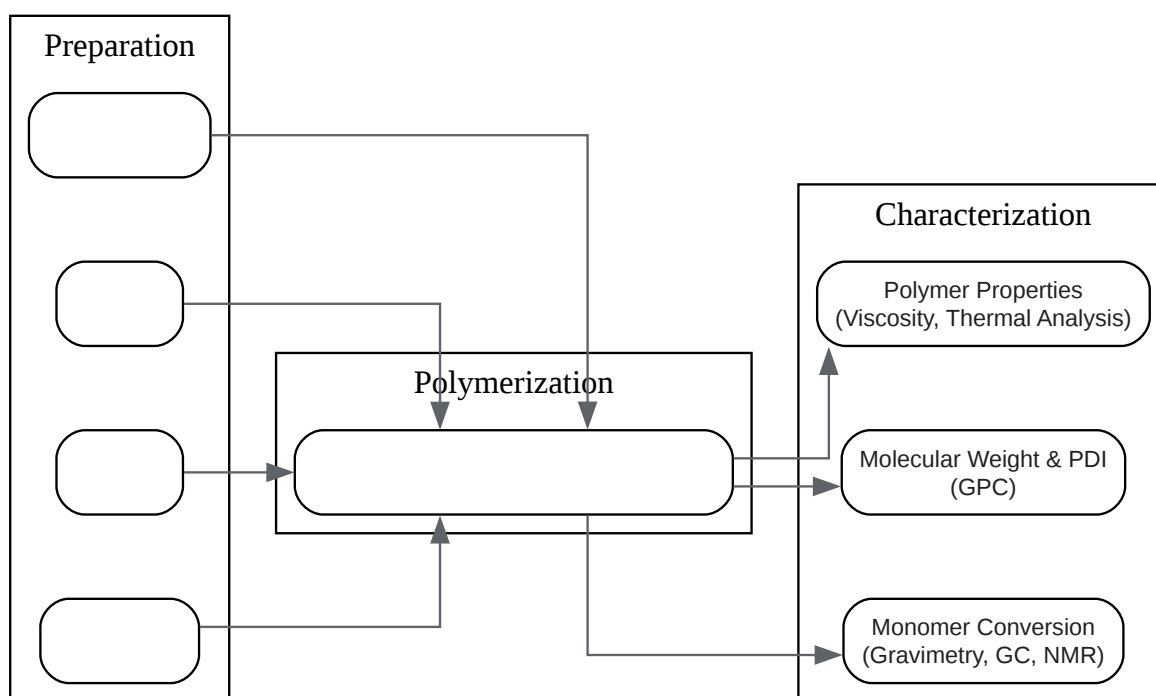 Preparation
Characterization
Polymer Properties
(Viscosity, Thermal Analysis)
Polymerization
Molecular Weight & PDI
(GPC)
Monomer Conversion
(Gravimetry, GC, NMR)